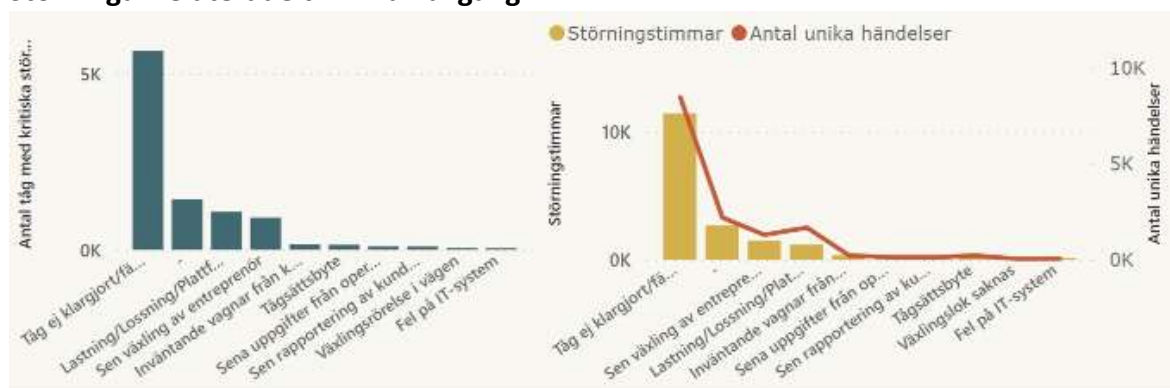 Antal tåg med kritiska stör...
5K
0K
Tåg ej klargjort/fä...
-
Lastning/Lossning/Plattf...
Sen växling av entreprenör
Inväntande vagnar från k...
Tågsättsbyte
Sena uppgifter från oper...
Sen rapportering av kund...
Växlingsrörelse i vägen
Fel på IT-system
Störningstimmar Antal unika händelser
Störningstimmar
10K
0K
10K
5K
0K
Antal unika händelser
Tåg ej klargjort/fä...
-
Sen växling av entrepre...
Lastning/Lossning/Plat...
Inväntande vagnar från...
Sena uppgifter från op...
Sen rapportering av ku...
Tågsättsbyte
Växlingslok saknas
Fel på IT-system